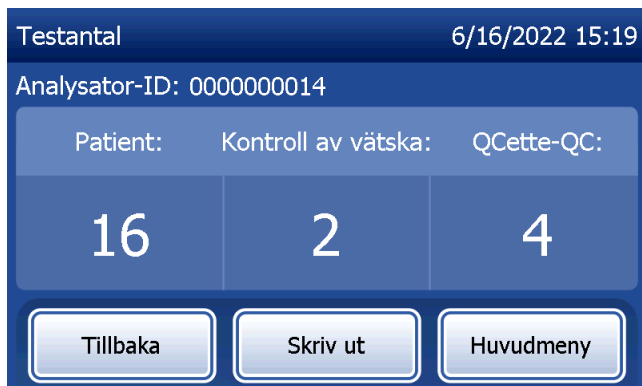 Testantal 6/16/2022 15:19
Analysator-ID: 0000000014
Patient: Kontroll av vätska: QCette-QC:
16 2 4
Tillbaka Skriv ut Huvudmeny